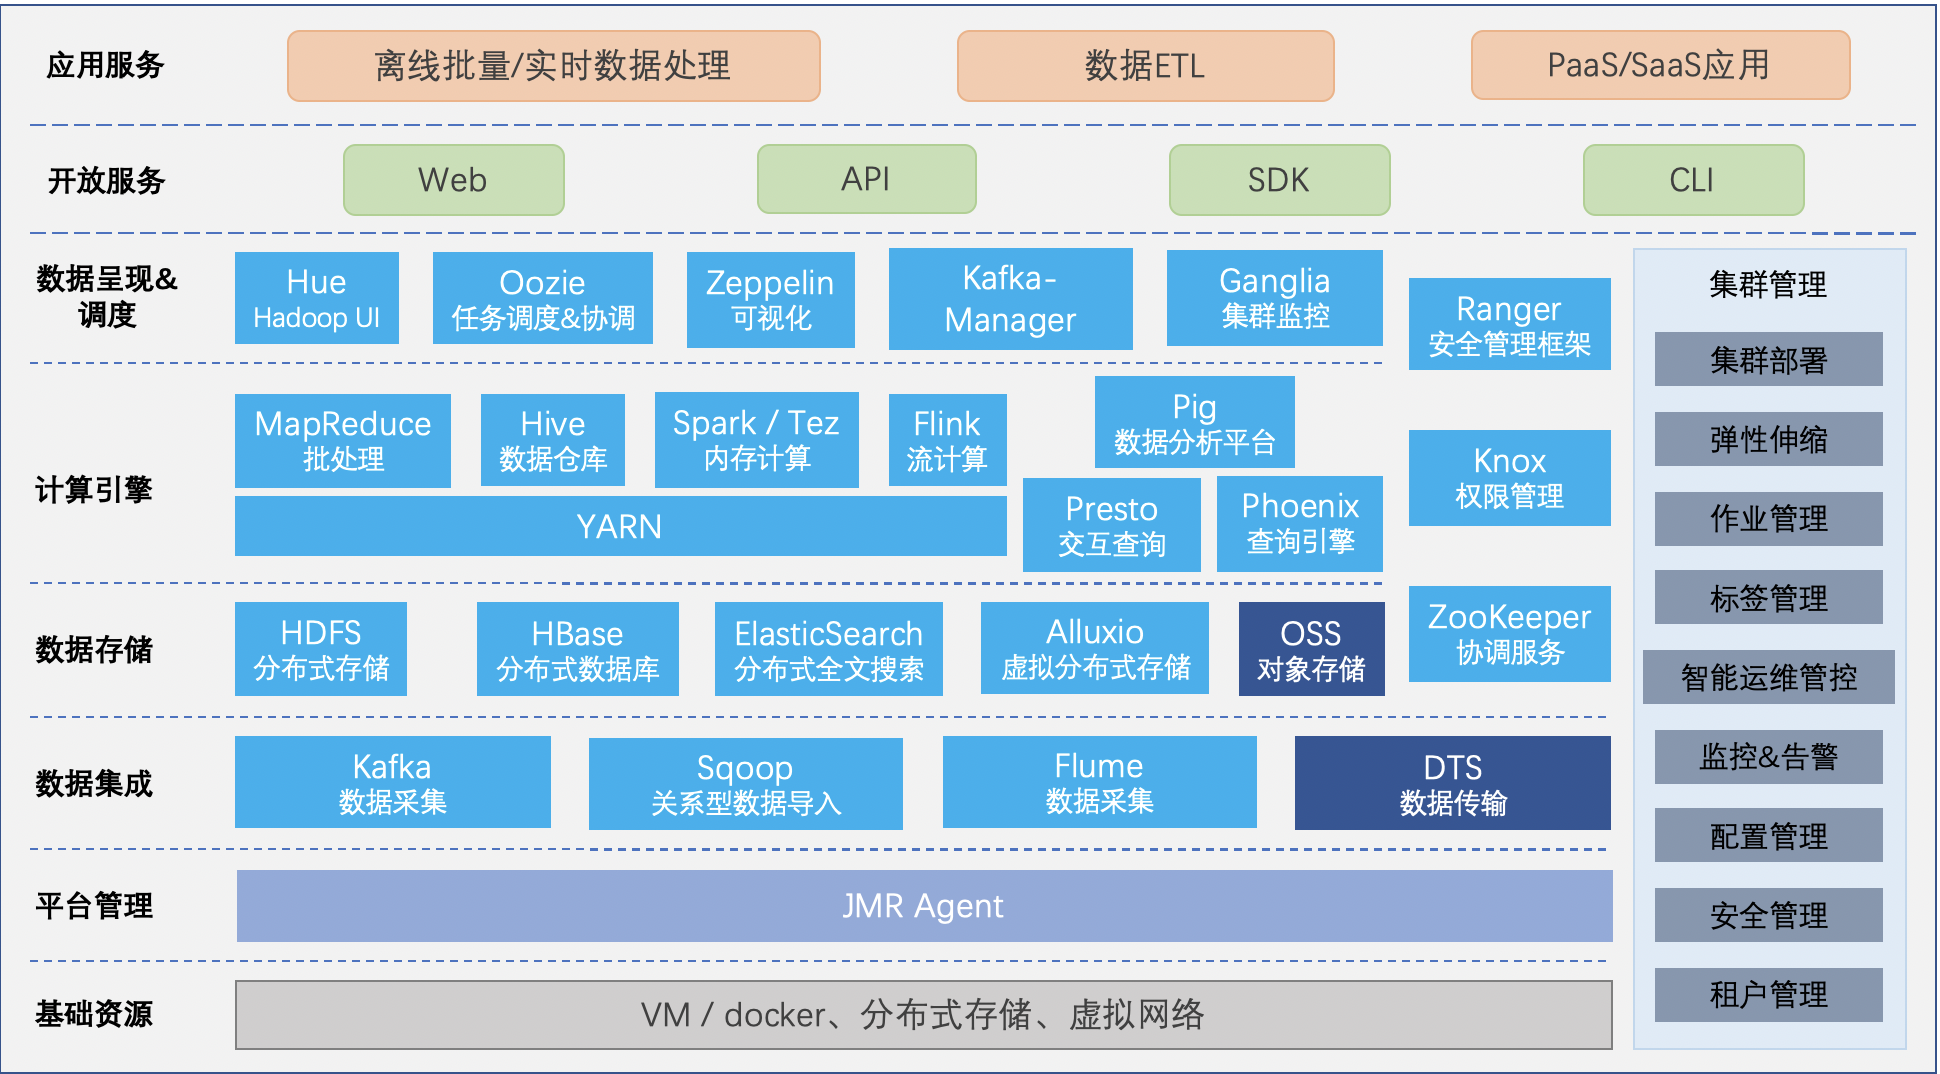 应用服务
离线批量/实时数据处理
数据ETL
PaaS/SaaS应用
开放服务
Web
API
SDK
CLI
数据呈现&
调度
Hue
Hadoop UI
Oozie
任务调度&协调
Zeppelin
可视化
Kafka-
Manager
Ganglia
集群监控
Ranger
安全管理框架
计算引擎
MapReduce
批处理
Hive
数据仓库
Spark / Tez
内存计算
Flink
流计算
Pig
数据分析平台
YARN
Presto
交互查询
Phoenix
查询引擎
Knox
权限管理
数据存储
HDFS
分布式存储
HBase
分布式数据库
ElasticSearch
分布式全文搜索
Alluxio
虚拟分布式存储
OSS
对象存储
ZooKeeper
协调服务
数据集成
Kafka
数据采集
Sqoop
关系型数据导入
Flume
数据采集
DTS
数据传输
平台管理
JMR Agent
基础资源
VM / docker、分布式存储、虚拟网络
集群管理
集群部署
弹性伸缩
作业管理
标签管理
智能运维管控
监控&告警
配置管理
安全管理
租户管理